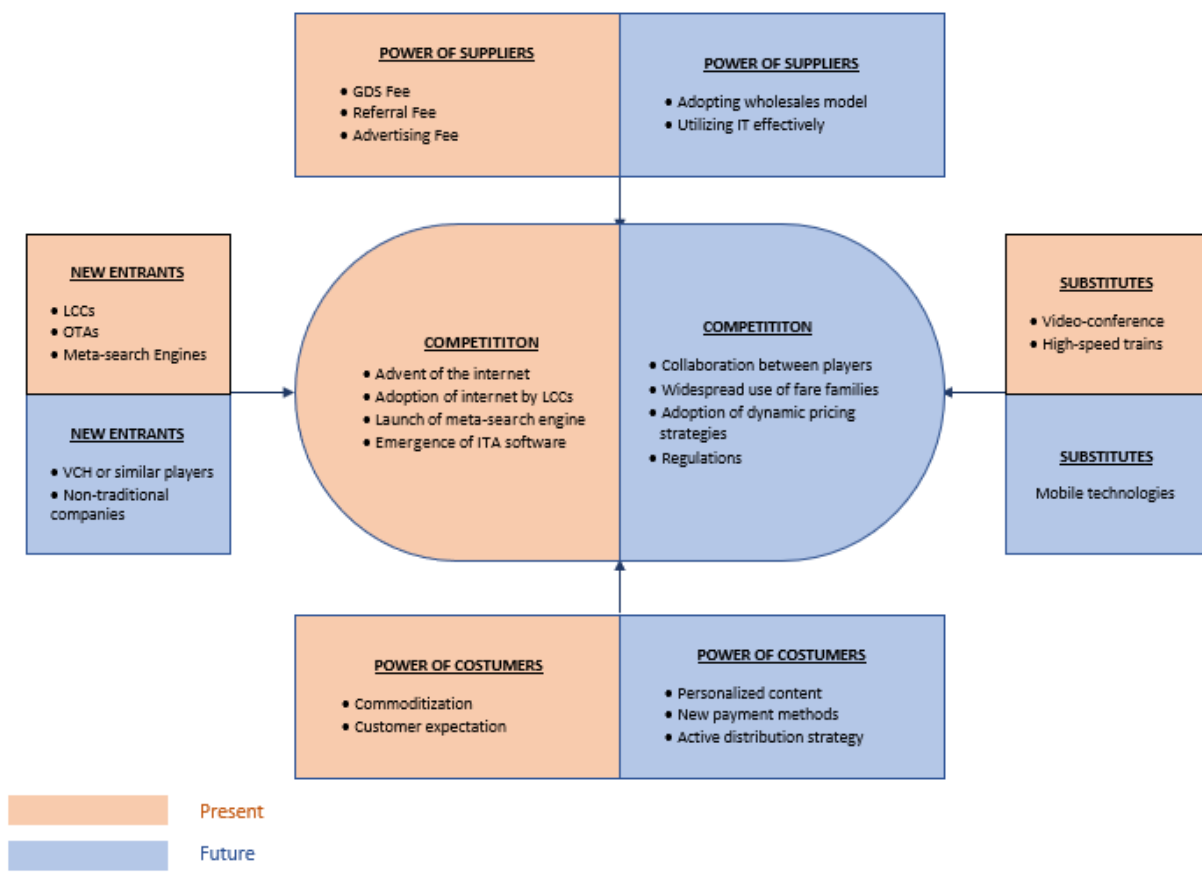 POWER OF SUPPLIERS
• GDS Fee
• Referral Fee
• Advertising Fee
POWER OF SUPPLIERS
• Adopting wholesales model
• Utilizing IT effectively
NEW ENTRANTS
• LCCs
• OTAs
• Meta-search Engines
NEW ENTRANTS
• VCH or similar players
• Non-traditional
companies
COMPETITITON
• Advent of the internet
• Adoption of internet by LCCs
• Launch of meta-search engine
• Emergence of ITA software
COMPETITITON
• Collaboration between players
• Widespread use of fare families
• Adoption of dynamic pricing
strategies
• Regulations
SUBSTITUTES
• Video-conference
• High-speed trains
SUBSTITUTES
Mobile technologies
POWER OF COSTUMERS
• Commoditization
• Customer expectation
POWER OF COSTUMERS
• Personalized content
• New payment methods
• Active distribution strategy
Present
Future